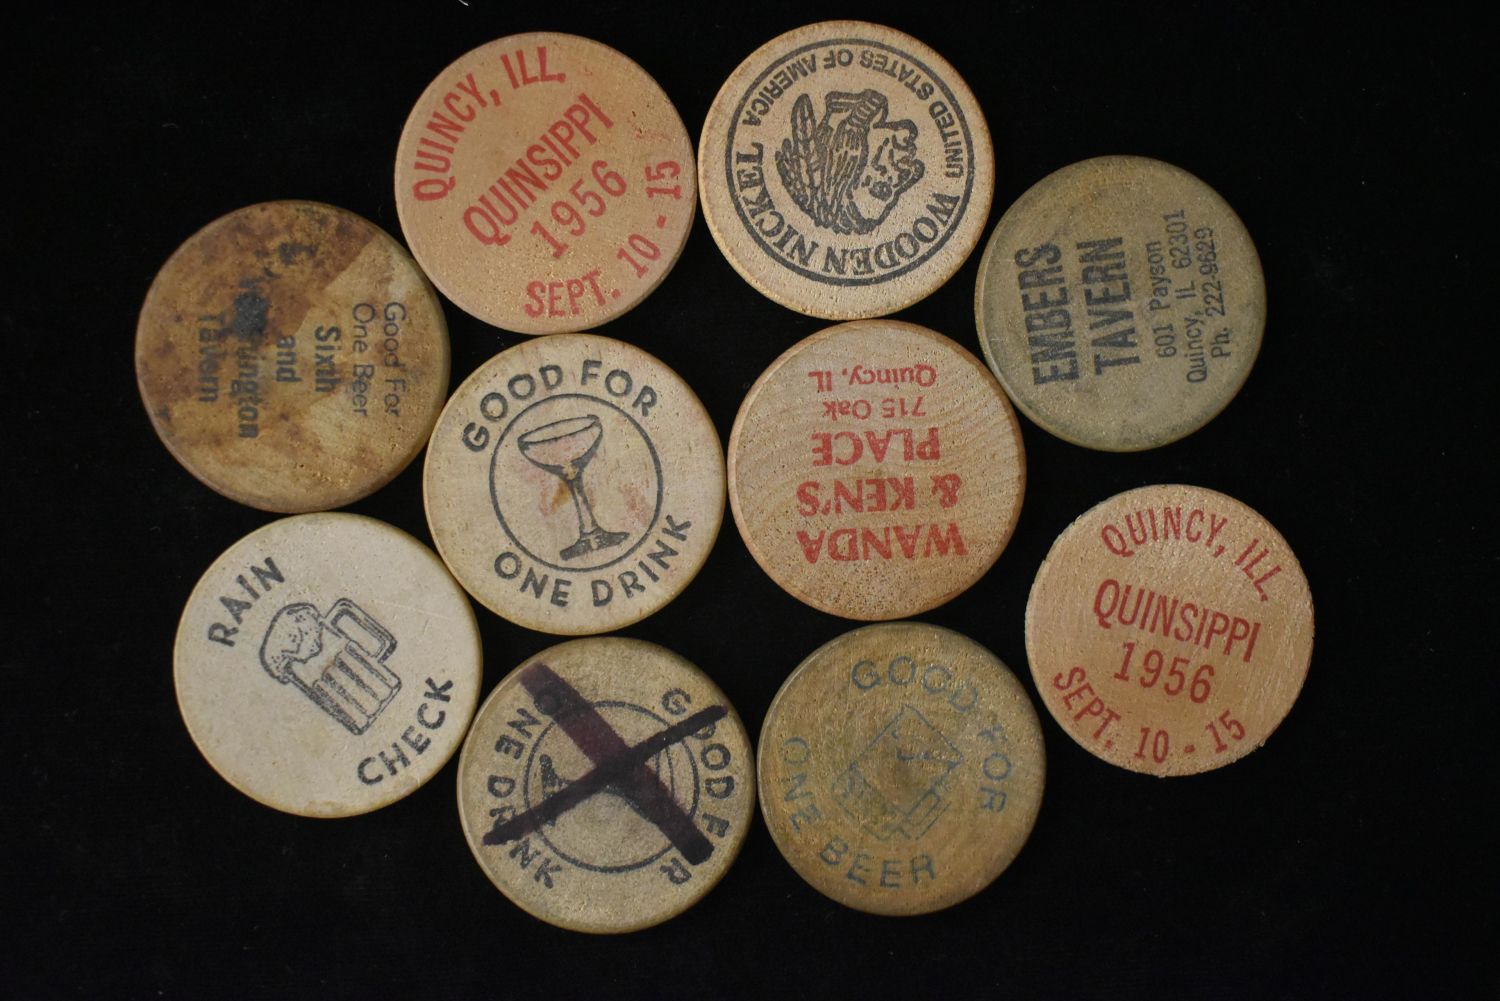 QUINCY, ILL.
QUINSIPPI
1956
SEPT. 10 - 15
UNITED STATES OF AMERICA
WOODEN NICKEL
EMBERS
TAVERN
601 Payson
Quincy, IL 62301
Ph. 222-9629
Good For
One Beer
Sixth
and
Tavern
GOOD FOR
ONE DRINK
WANDA
& KEN'S
PLACE
715 Oak
Quincy, IL
QUINCY, ILL.
QUINSIPPI
1956
SEPT. 10 - 15
RAIN
CHECK
GOOD FOR
ONE DRINK
GOOD FOR
ONE BEER